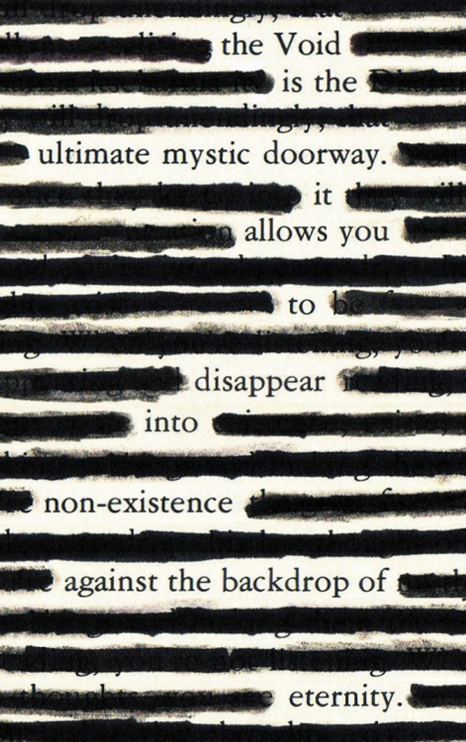 the Void
is the
ultimate mystic doorway.
it
allows you
to be
disappear
into
non-existence
against the backdrop of
eternity.